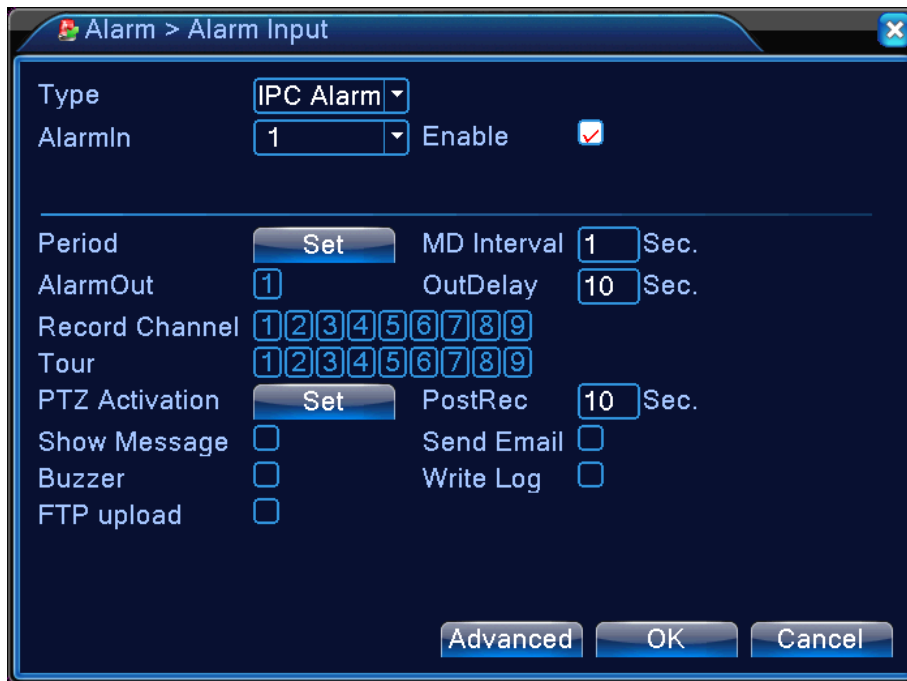 Alarm > Alarm Input
Type IPC Alarm
AlarmIn 1 Enable
Period Set MD Interval 1 Sec.
AlarmOut 1 OutDelay 10 Sec.
Record Channel 1 2 3 4 5 6 7 8 9
Tour 1 2 3 4 5 6 7 8 9
PTZ Activation Set PostRec 10 Sec.
Show Message Send Email
Buzzer Write Log
FTP upload
Advanced OK Cancel